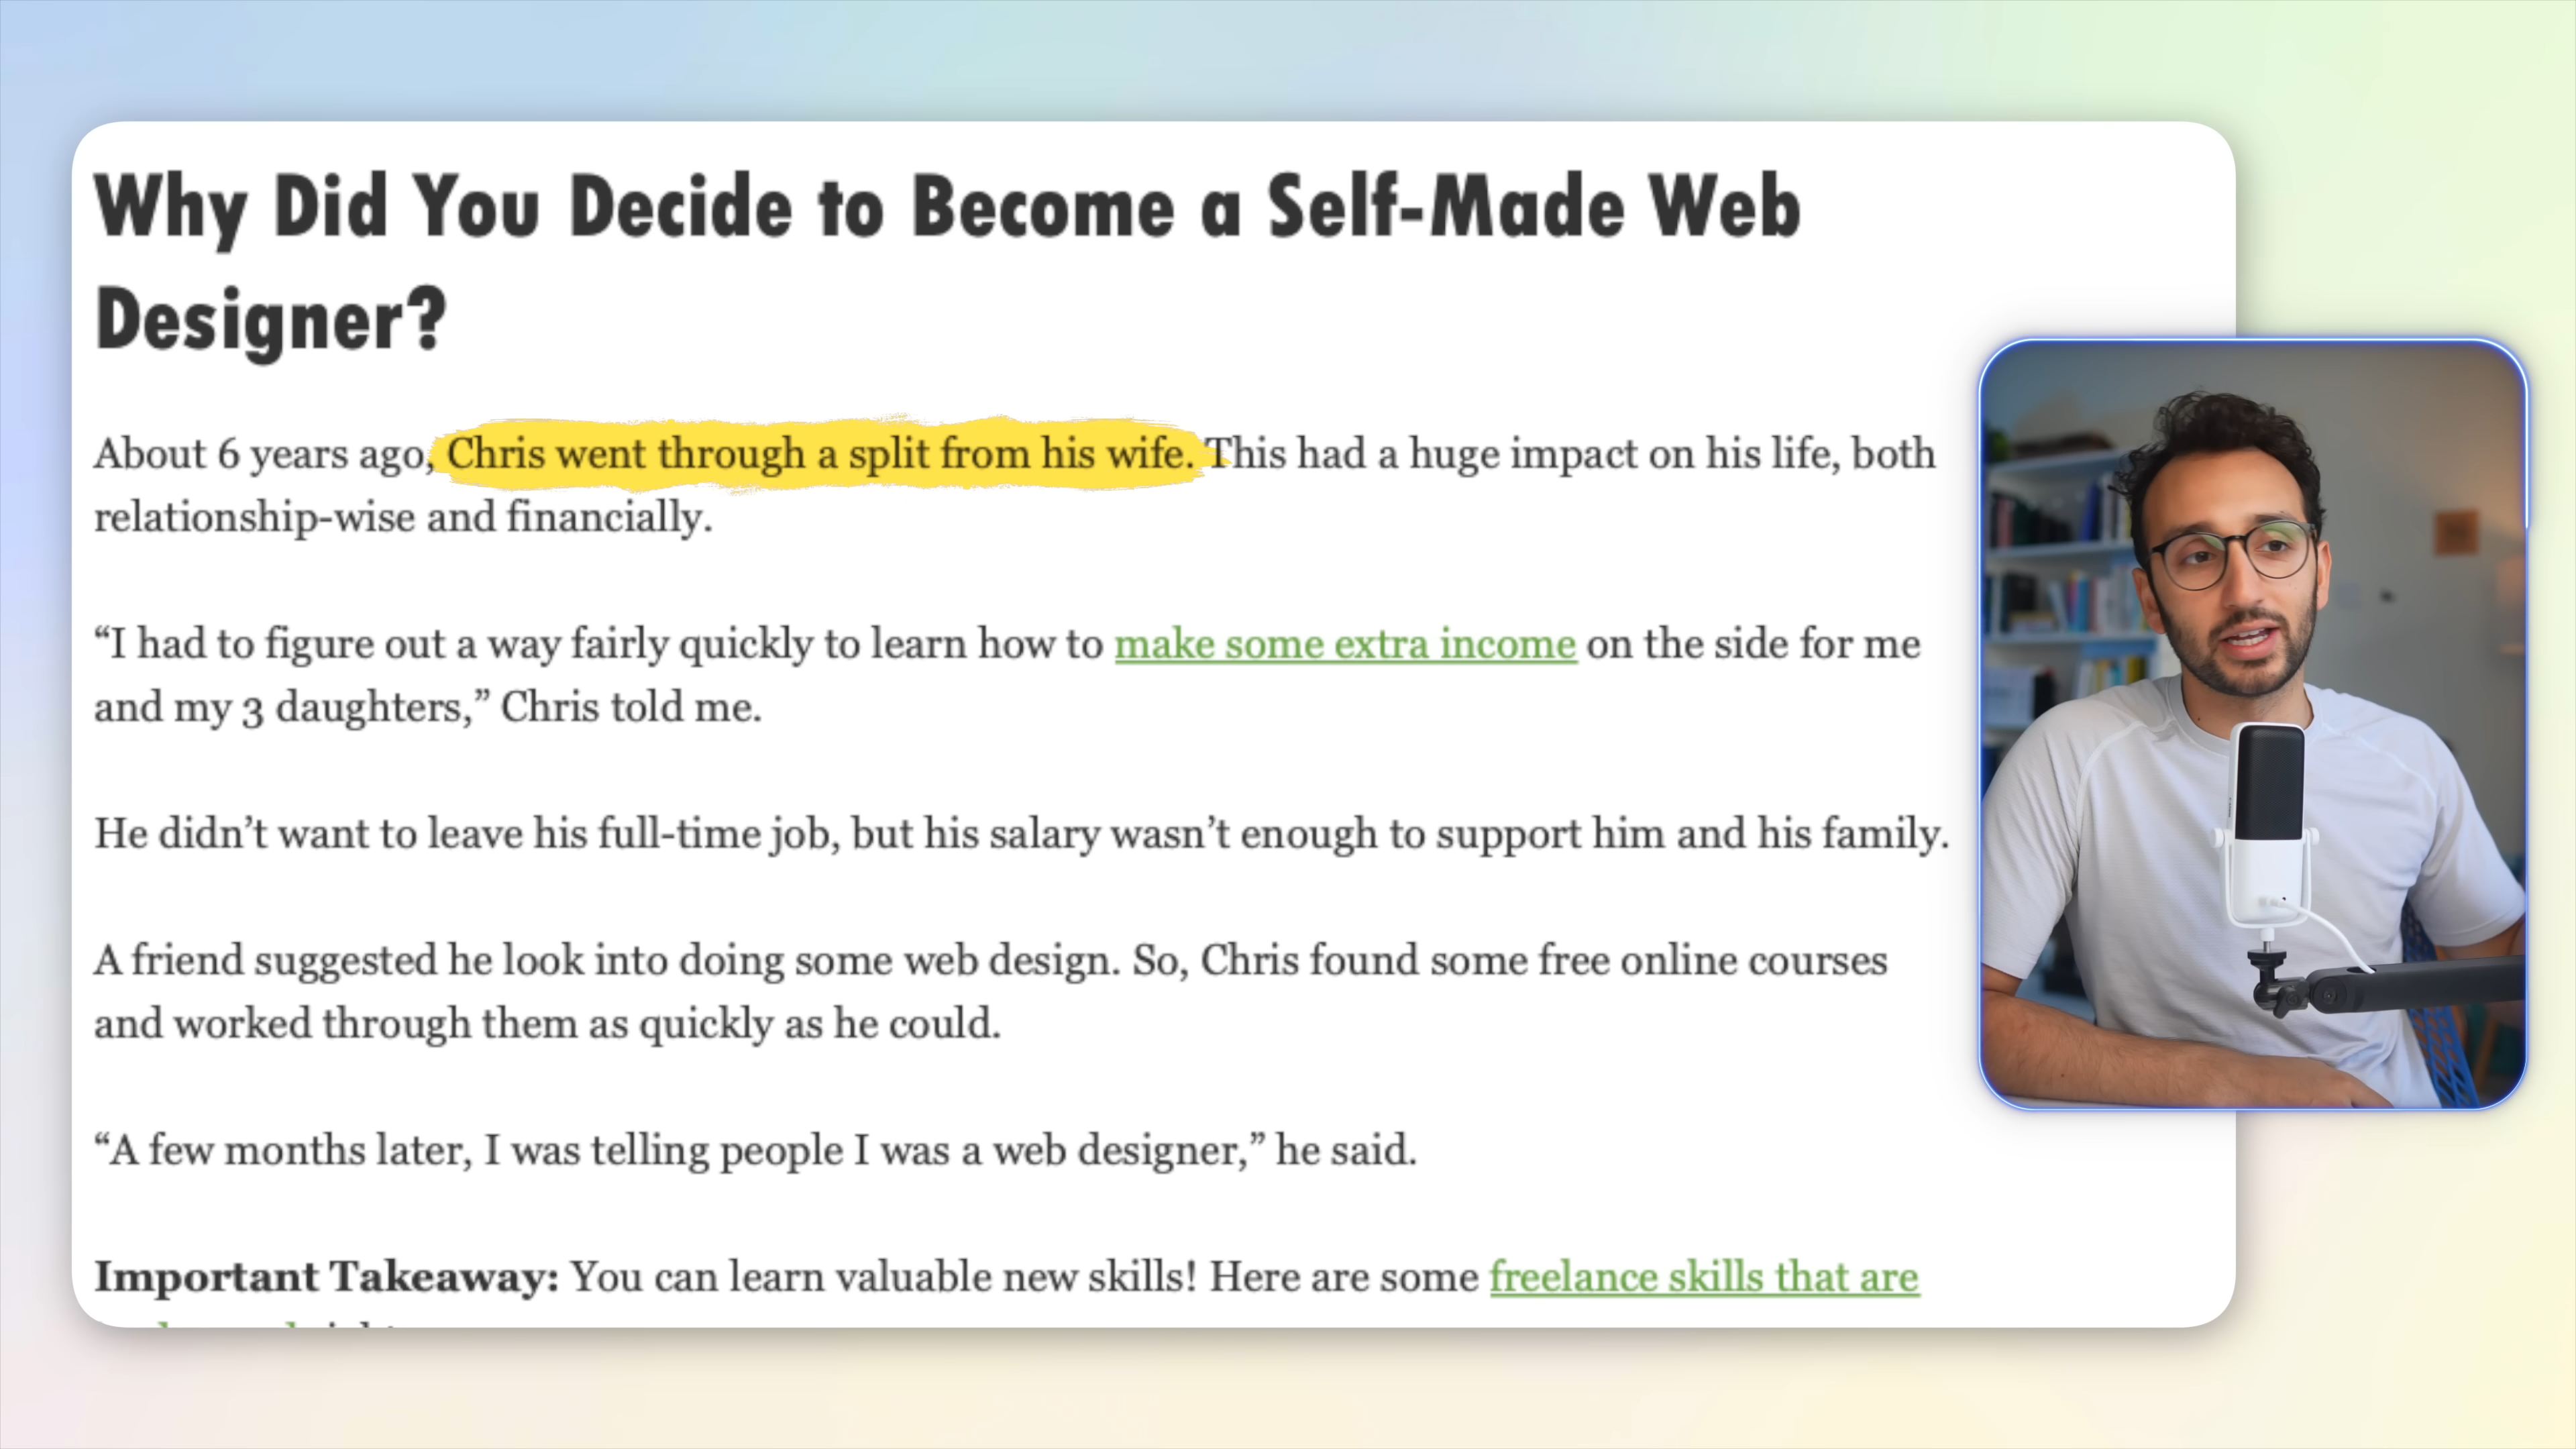 Why Did You Decide to Become a Self-Made Web
Designer?
About 6 years ago, Chris went through a split from his wife. This had a huge impact on his life, both
relationship-wise and financially.
“I had to figure out a way fairly quickly to learn how to make some extra income on the side for me
and my 3 daughters,” Chris told me.
He didn’t want to leave his full-time job, but his salary wasn’t enough to support him and his family.
A friend suggested he look into doing some web design. So, Chris found some free online courses
and worked through them as quickly as he could.
“A few months later, I was telling people I was a web designer,” he said.
Important Takeaway: You can learn valuable new skills! Here are some freelance skills that are